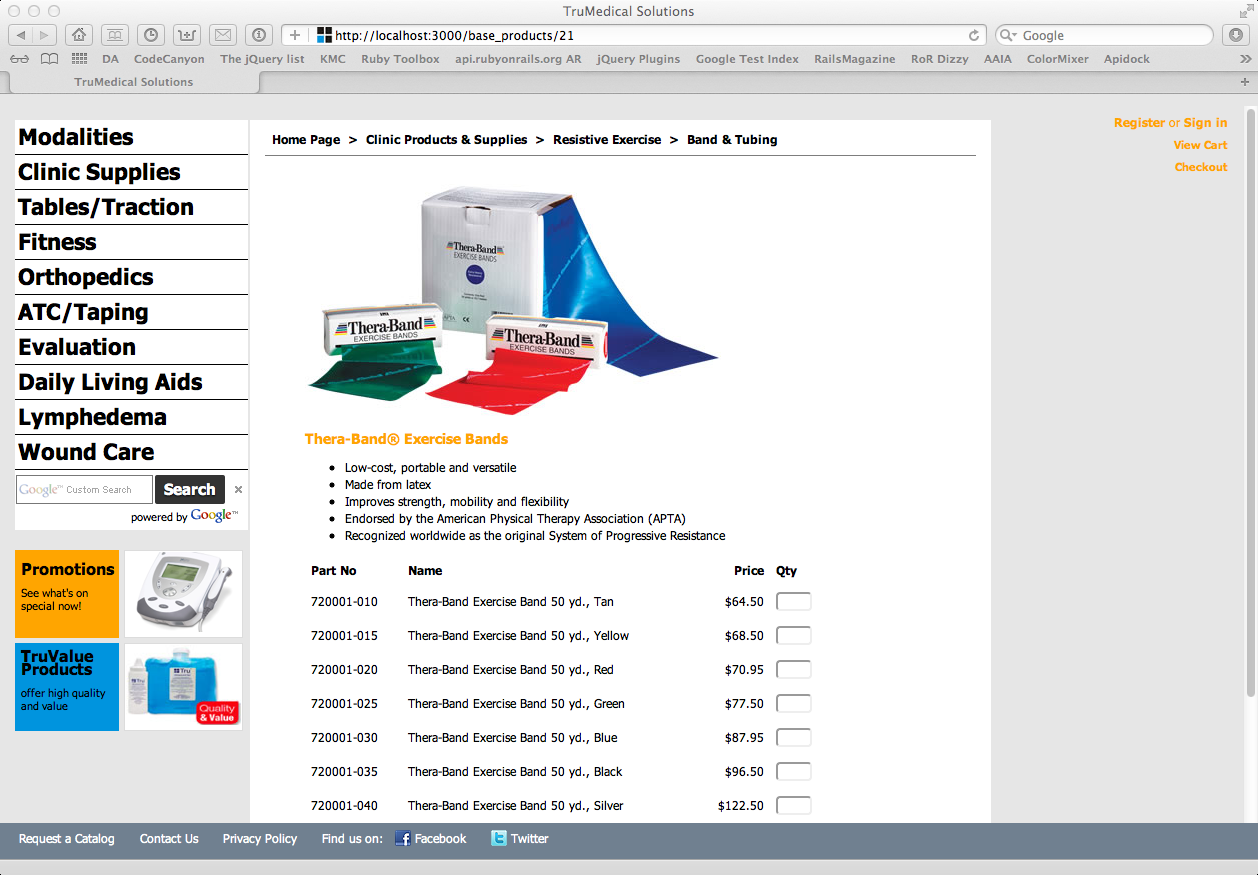 TruMedical Solutions
http://localhost:3000/base_products/21
Google
DA CodeCanyon The jQuery list KMC Ruby Toolbox api.rubyonrails.org AR jQuery Plugins Google Test Index RailsMagazine RoR Dizzy AAIA ColorMixer Apidock
TruMedical Solutions
Register or Sign in
View Cart
Checkout
Modalities
Clinic Supplies
Tables/Traction
Fitness
Orthopedics
ATC/Taping
Evaluation
Daily Living Aids
Lymphedema
Wound Care
Google™ Custom Search Search ×
powered by Google™
Promotions
See what's on
special now!
TruValue
Products
offer high quality
and value
Tru
Quality
& Value
Home Page > Clinic Products & Supplies > Resistive Exercise > Band & Tubing
Thera-Band
EXERCISE BANDS
Thera-Band
EXERCISE BANDS
Thera-Band
EXERCISE BANDS
Thera-Band® Exercise Bands
• Low-cost, portable and versatile
• Made from latex
• Improves strength, mobility and flexibility
• Endorsed by the American Physical Therapy Association (APTA)
• Recognized worldwide as the original System of Progressive Resistance
Part No Name Price Qty
720001-010 Thera-Band Exercise Band 50 yd., Tan $64.50
720001-015 Thera-Band Exercise Band 50 yd., Yellow $68.50
720001-020 Thera-Band Exercise Band 50 yd., Red $70.95
720001-025 Thera-Band Exercise Band 50 yd., Green $77.50
720001-030 Thera-Band Exercise Band 50 yd., Blue $87.95
720001-035 Thera-Band Exercise Band 50 yd., Black $96.50
720001-040 Thera-Band Exercise Band 50 yd., Silver $122.50
Request a Catalog Contact Us Privacy Policy Find us on: Facebook Twitter